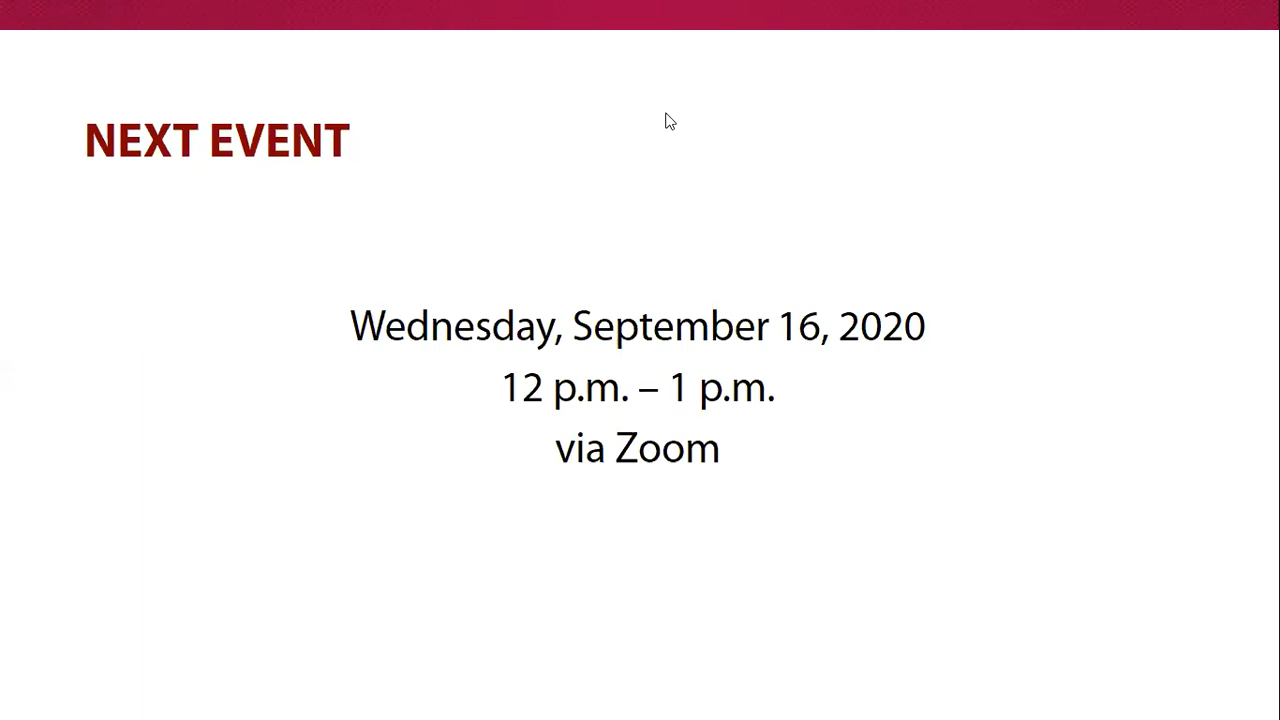 NEXT EVENT
Wednesday, September 16, 2020
12 p.m. – 1 p.m.
via Zoom